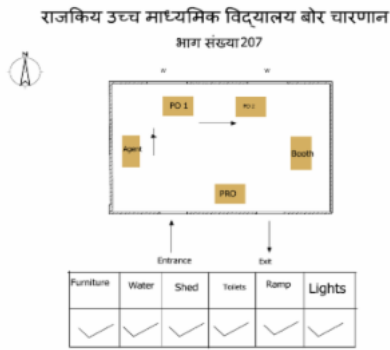 राजकिय उच्च माध्यमिक विद्यालय बोर चारणान
भाग संख्या 207
N
W W
PO 1 PO 2
Agent Booth
PRO
Entrance Exit
Furniture Water Shed Toilets Ramp Lights